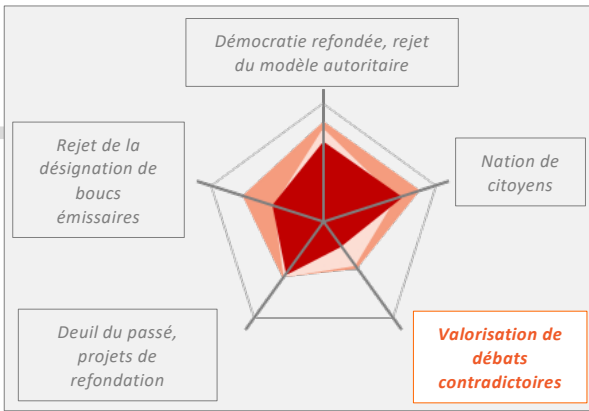 Démocratie refondée, rejet
du modèle autoritaire
Rejet de la
désignation de
boucs
émissaires
Nation de
citoyens
Deuil du passé,
projets de
refondation
Valorisation de
débats
contradictoires